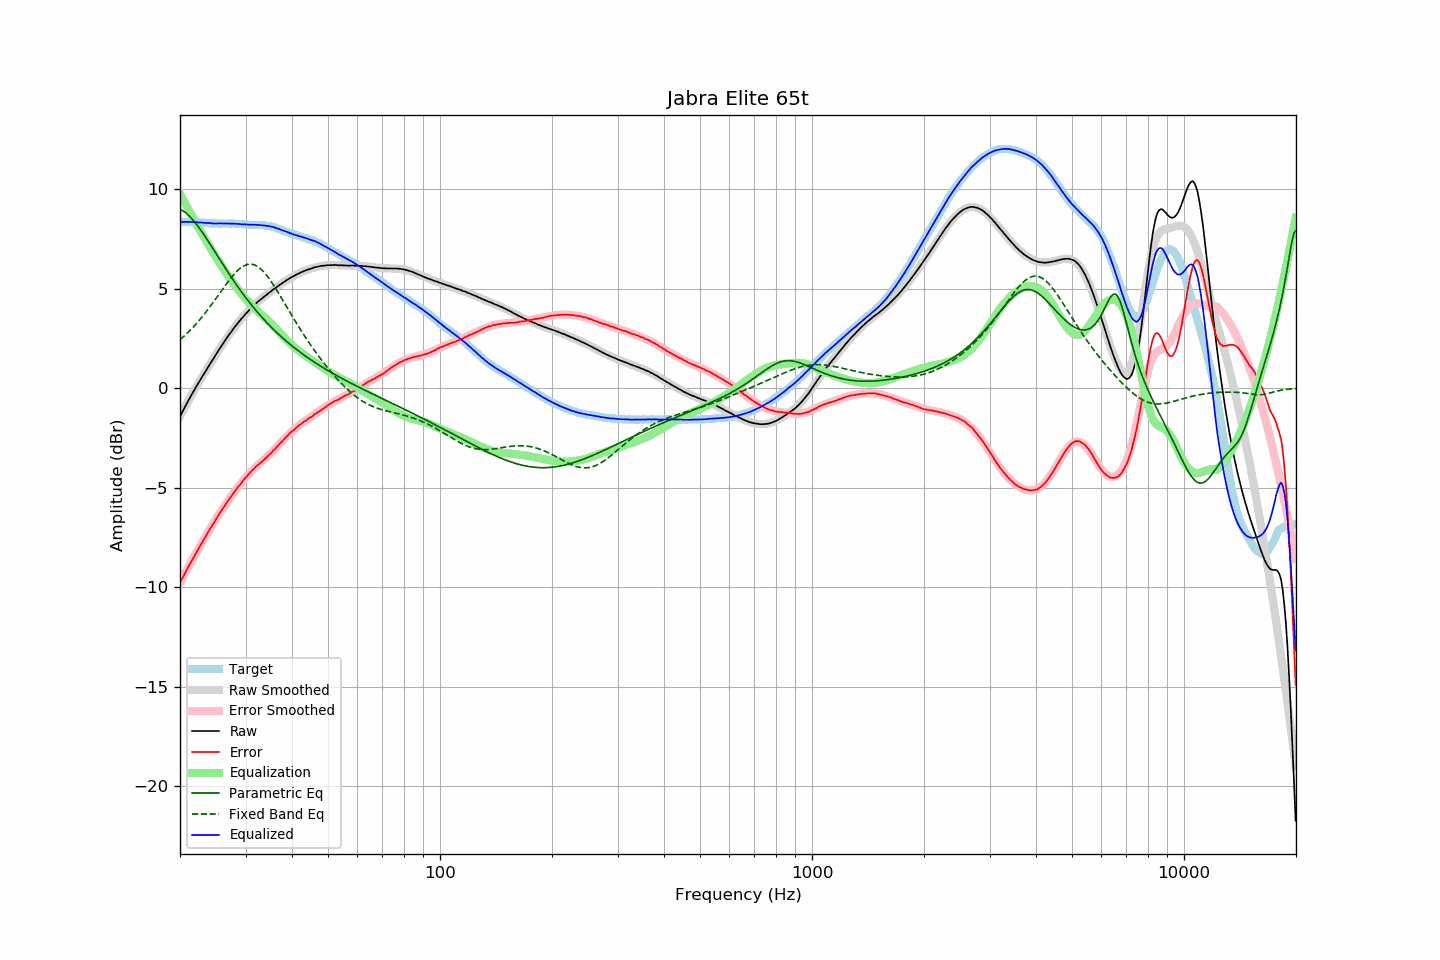 Jabra Elite 65t
Amplitude (dBr)
10
5
0
−5
−10
−15
−20
Target
Raw Smoothed
Error Smoothed
Raw
Error
Equalization
Parametric Eq
Fixed Band Eq
Equalized
100
1000
10000
Frequency (Hz)